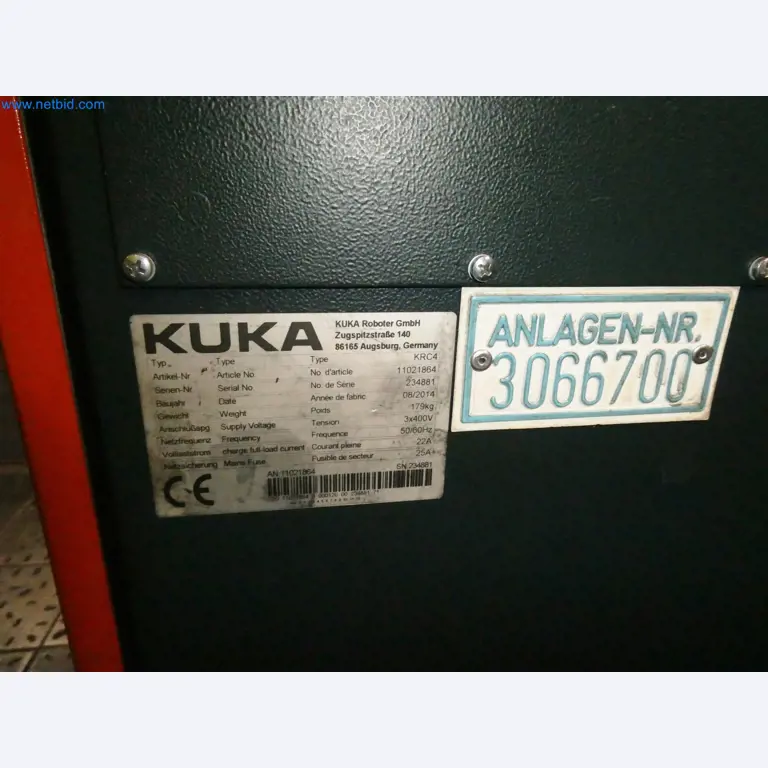 www.netbid.com
KUKA
KUKA Roboter GmbH
Zugspitzstraße 140
86165 Augsburg, Germany
Typ Type Type KRC4
Artikel-Nr Article No. No d'article 11021864
Serien-Nr Serial No. No. de Série 234881
Baujahr Date Année de fabric 08/2014
Gewicht Weight Poids 179kg
Anschlußapg Supply Voltage Tension 3x400V
Netzfrequenz Frequency Frequence 50/60Hz
Vollaststrom charge full-load current Courant pleine 22A
Netzsicherung Mains Fuse Fusible de secteur 25A
AN:11021864 SN:234881
CE
ANLAGEN-NR.
3066700